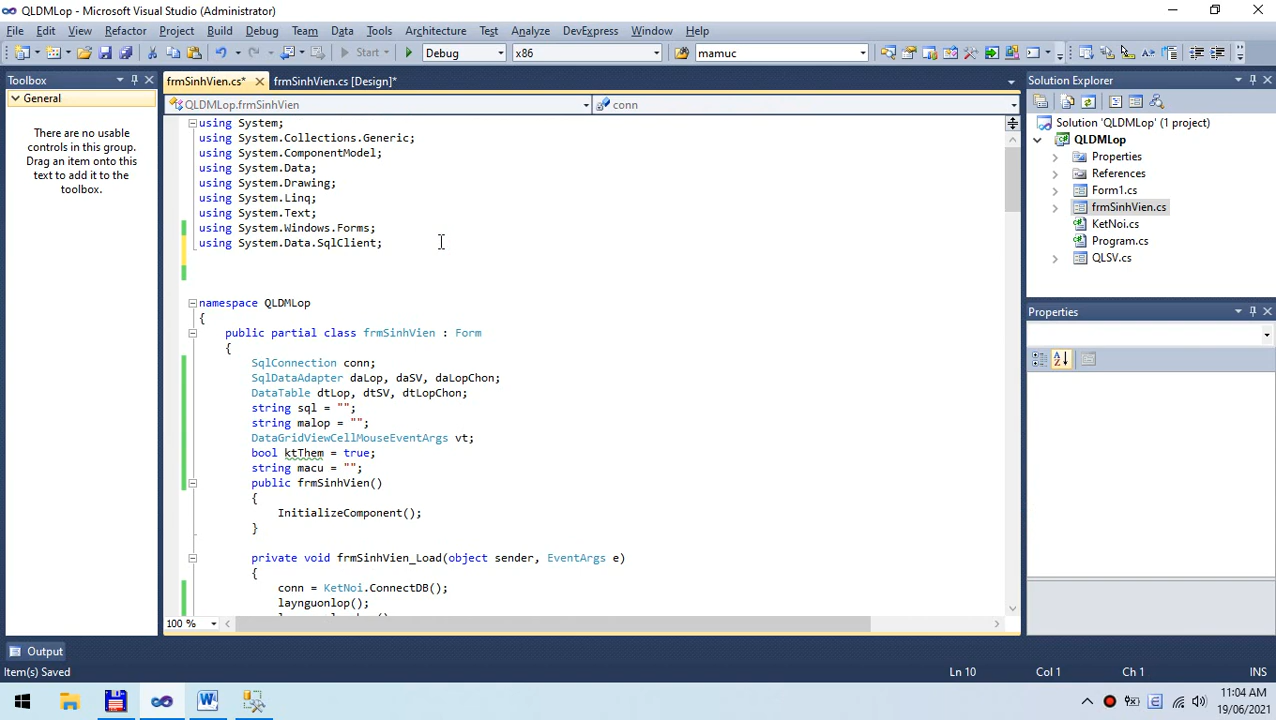 QLDMLop - Microsoft Visual Studio (Administrator)
File Edit View Refactor Project Build Debug Team Data Tools Architecture Test Analyze DevExpress Window Help
Start Debug x86 mamuc
Toolbox
General
There are no usable
controls in this group.
Drag an item onto this
text to add it to the
toolbox.
frmSinhVien.cs* frmSinhVien.cs [Design]*
QLDMLop.frmSinhVien conn
using System;
using System.Collections.Generic;
using System.ComponentModel;
using System.Data;
using System.Drawing;
using System.Linq;
using System.Text;
using System.Windows.Forms;
using System.Data.SqlClient;
namespace QLDMLop
{
public partial class frmSinhVien : Form
{
SqlConnection conn;
SqlDataAdapter daLop, daSV, daLopChon;
DataTable dtLop, dtSV, dtLopChon;
string sql = "";
string malop = "";
DataGridViewCellMouseEventArgs vt;
bool ktThem = true;
string macu = "";
public frmSinhVien()
{
InitializeComponent();
}
private void frmSinhVien_Load(object sender, EventArgs e)
{
conn = KetNoi.ConnectDB();
laynguonlop();
100 %
Solution Explorer
Solution 'QLDMLop' (1 project)
QLDMLop
Properties
References
Form1.cs
frmSinhVien.cs
KetNoi.cs
Program.cs
QLSV.cs
Properties
Output
Item(s) Saved Ln 10 Col 1 Ch 1 INS
11:04 AM
19/06/2021